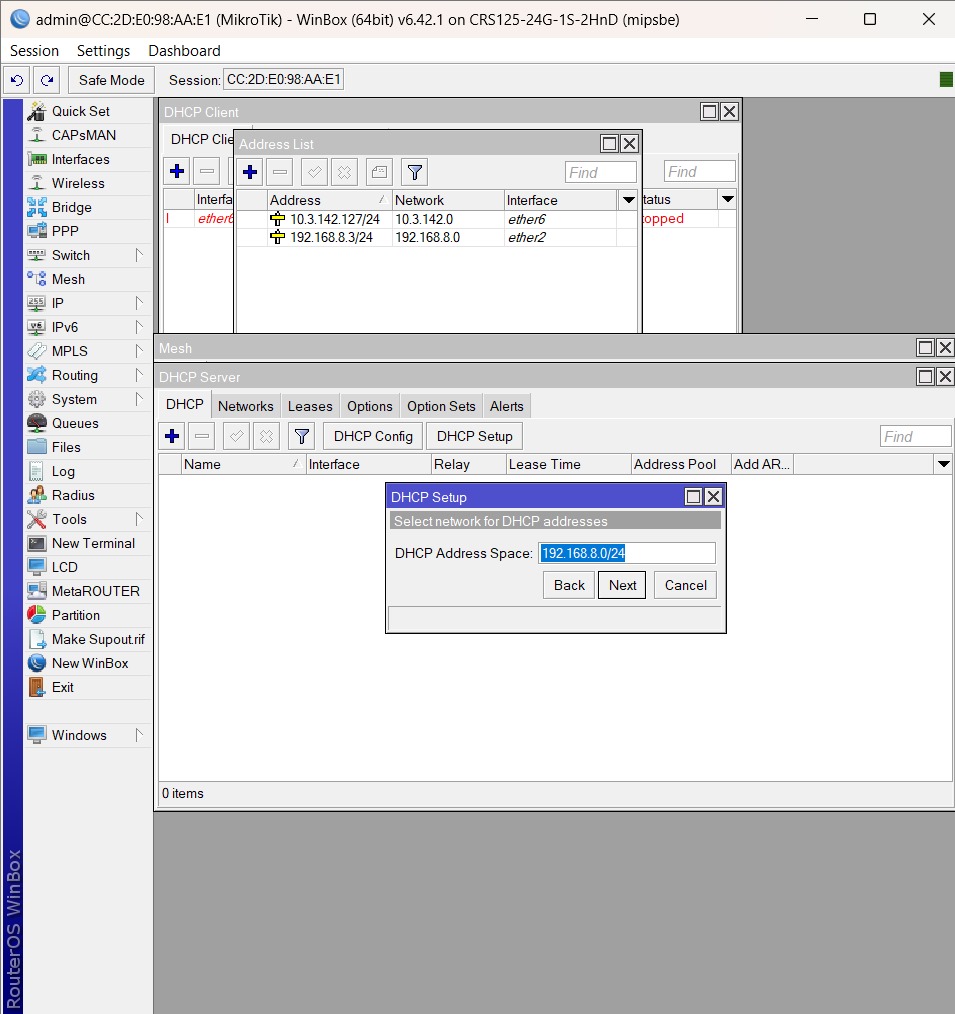 admin@CC:2D:E0:98:AA:E1 (MikroTik) - WinBox (64bit) v6.42.1 on CRS125-24G-1S-2HnD (mipsbe)
Session Settings Dashboard
Safe Mode Session: CC:2D:E0:98:AA:E1
Quick Set
CAPsMAN
Interfaces
Wireless
Bridge
PPP
Switch
Mesh
IP
IPv6
MPLS
Routing
System
Queues
Files
Log
Radius
Tools
New Terminal
LCD
MetaROUTER
Partition
Make Supout.rif
New WinBox
Exit
Windows
RouterOS WinBox
DHCP Client
DHCP Clie
Find
Interfa
tatus
I ether6
topped
Address List
Find
Address Network Interface
10.3.142.127/24 10.3.142.0 ether6
192.168.8.3/24 192.168.8.0 ether2
Mesh
DHCP Server
DHCP Networks Leases Options Option Sets Alerts
DHCP Config DHCP Setup Find
Name Interface Relay Lease Time Address Pool Add AR...
DHCP Setup
Select network for DHCP addresses
DHCP Address Space: 192.168.8.0/24
Back Next Cancel
0 items